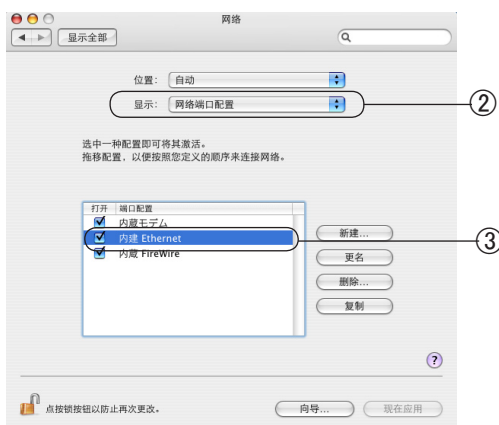 网络
显示全部
位置: 自动
显示: 网络端口配置
②
选中一种配置即可将其激活。
拖移配置，以便按照您定义的顺序来连接网络。
打开 端口配置
内蔵モデム
内建 Ethernet
③
内蔵 FireWire
新建...
更名
删除...
复制
?
点按锁按钮以防止再次更改。
向导...
现在应用